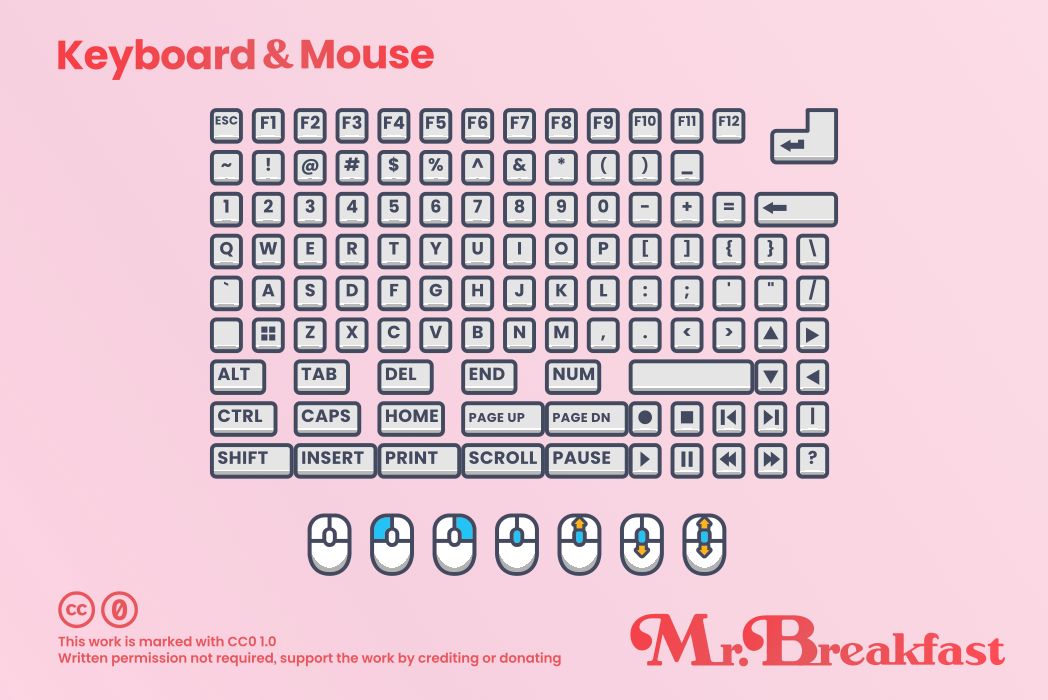 Keyboard & Mouse
ESC F1 F2 F3 F4 F5 F6 F7 F8 F9 F10 F11 F12
~ ! @ # $ % ^ & * ( ) _
1 2 3 4 5 6 7 8 9 0 - + =
Q W E R T Y U I O P [ ] { } \
` A S D F G H J K L : ; ' " /
Z X C V B N M , . < >
ALT TAB DEL END NUM
CTRL CAPS HOME PAGE UP PAGE DN |
SHIFT INSERT PRINT SCROLL PAUSE ?
CC 0
This work is marked with CC0 1.0
Written permission not required, support the work by crediting or donating
Mr. Breakfast